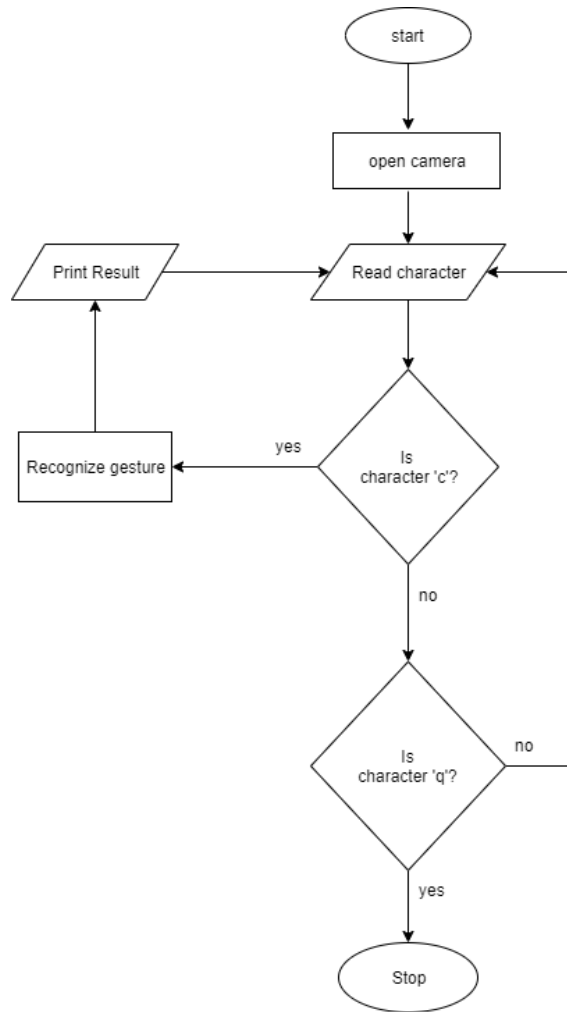 start
open camera
Print Result
Read character
yes
Recognize gesture
Is
character 'c'?
no
Is
character 'q'?
no
yes
Stop